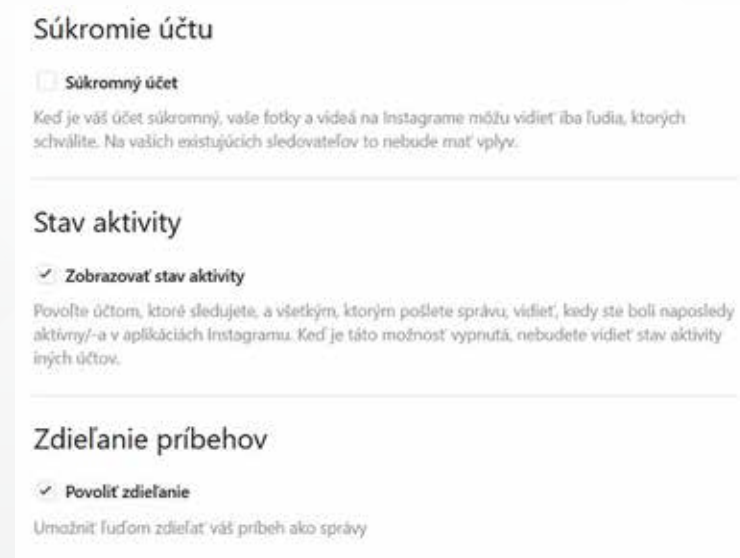 Súkromie účtu
Súkromný účet
Keď je váš účet súkromný, vaše fotky a videá na Instagrame môžu vidieť iba ľudia, ktorých
schválite. Na vašich existujúcich sledovateľov to nebude mať vplyv.
Stav aktivity
Zobrazovať stav aktivity
Povoľte účtom, ktoré sledujete, a všetkým, ktorým pošlete správu, vidieť, kedy ste boli naposledy
aktívny/-a v aplikáciách Instagramu. Keď je táto možnosť vypnutá, nebudete vidieť stav aktivity
iných účtov.
Zdieľanie príbehov
Povoliť zdieľanie
Umožniť ľuďom zdieľať váš príbeh ako správy